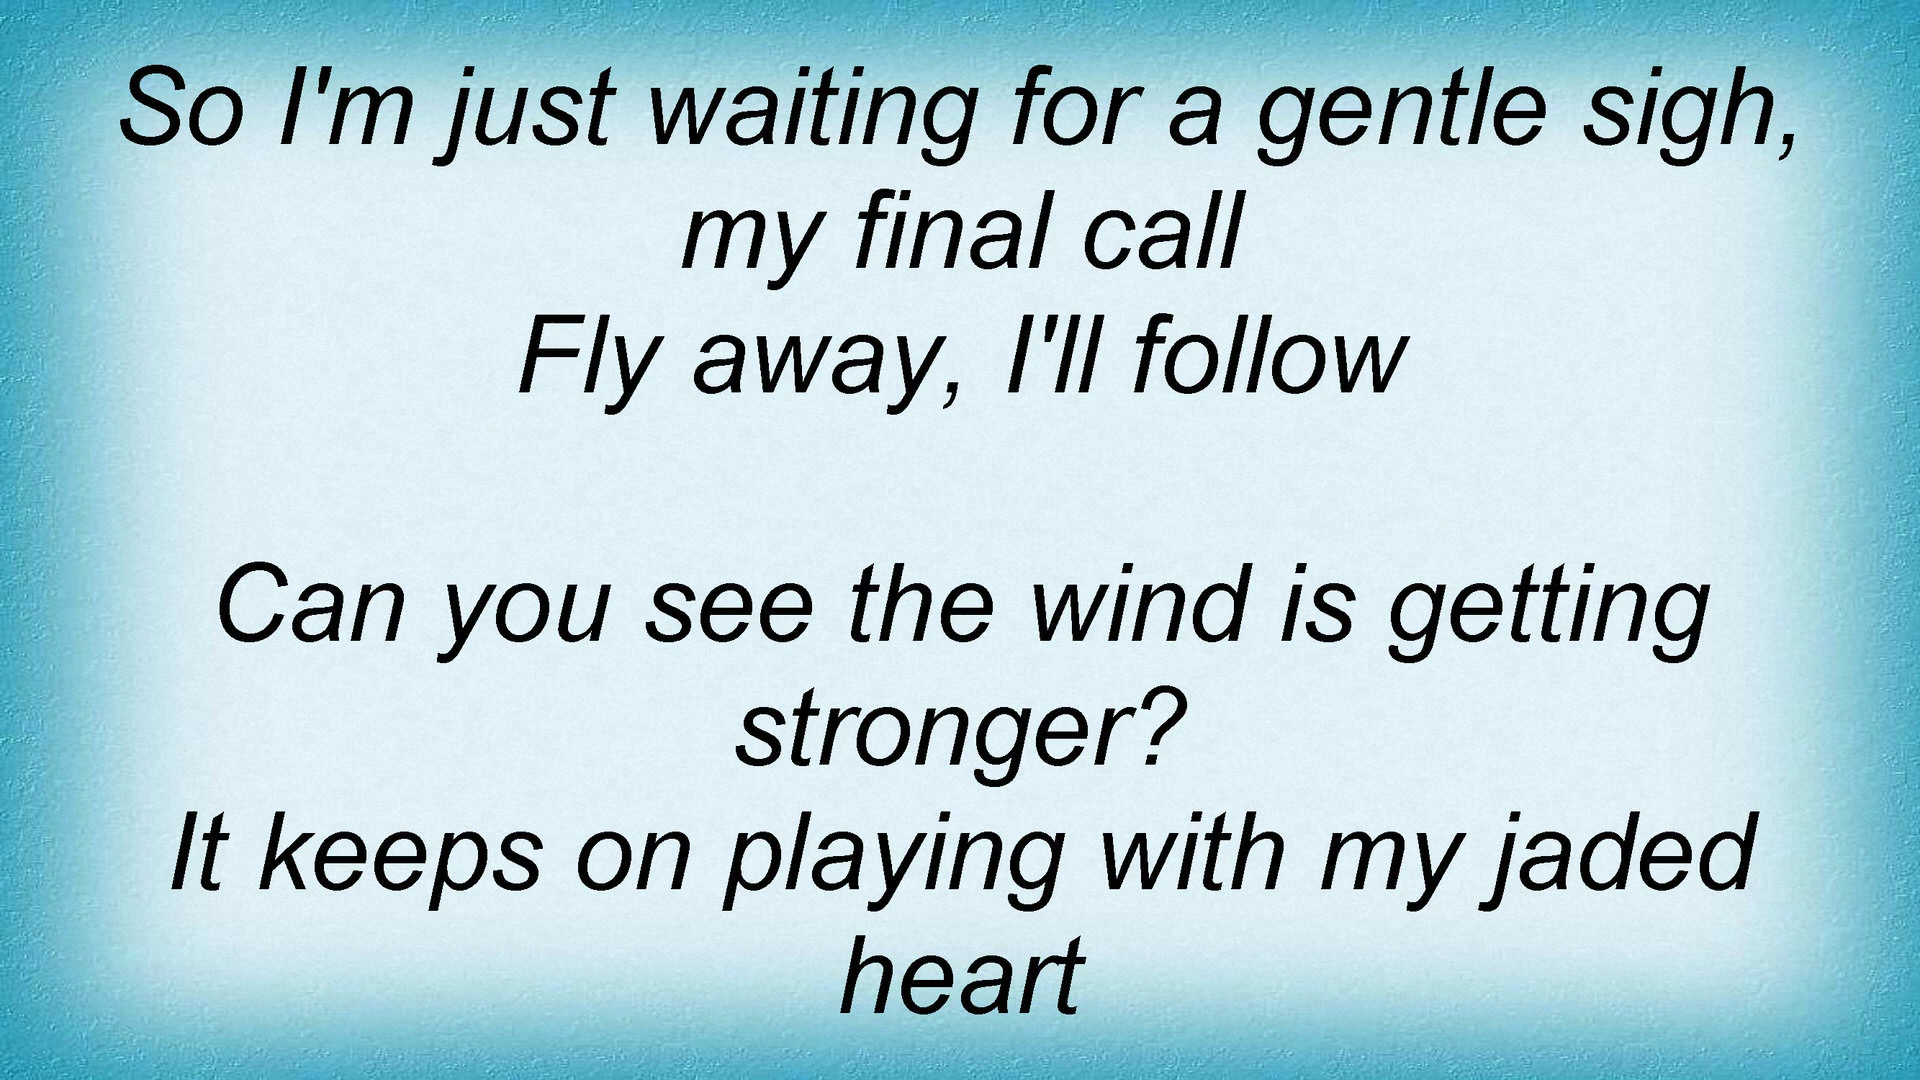 So I'm just waiting for a gentle sigh,
my final call
Fly away, I'll follow
Can you see the wind is getting
stronger?
It keeps on playing with my jaded
heart